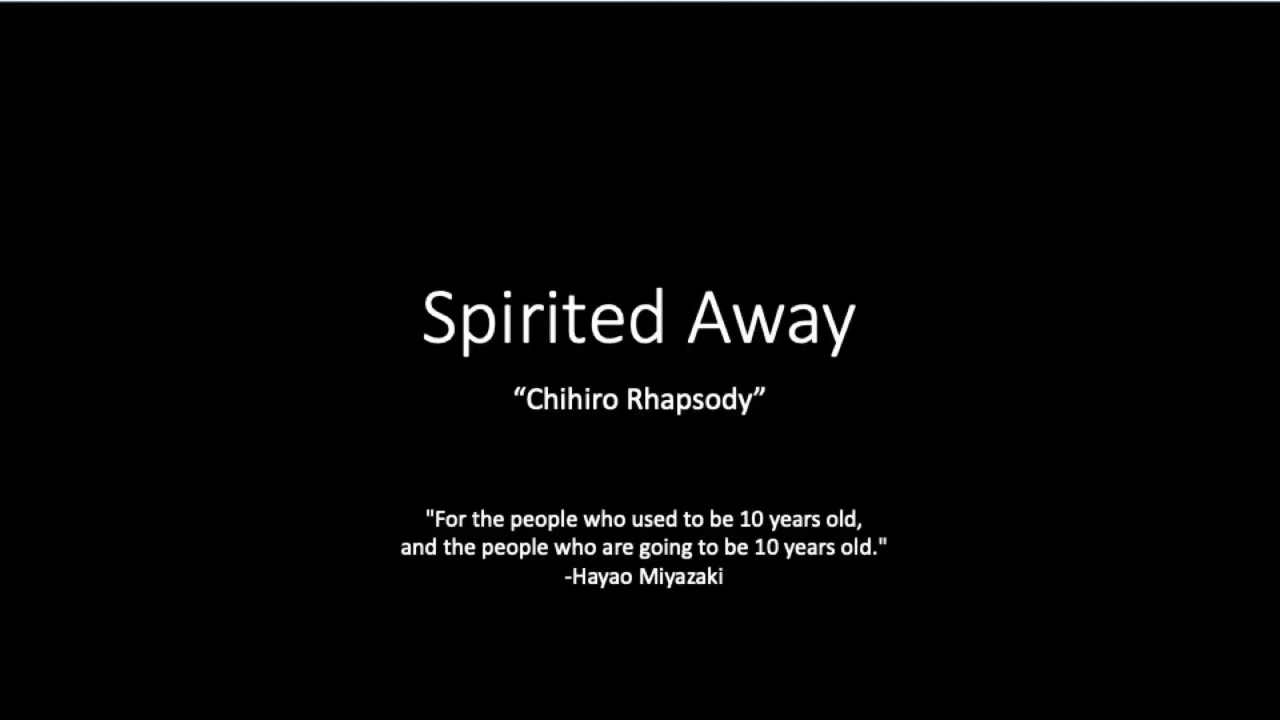 Spirited Away
“Chihiro Rhapsody”
"For the people who used to be 10 years old,
and the people who are going to be 10 years old."
-Hayao Miyazaki